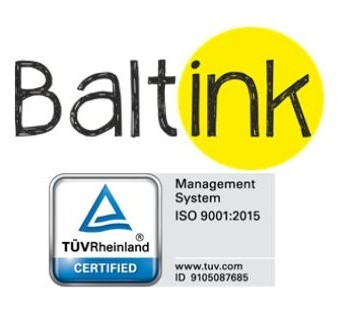 Baltink
TÜVRheinland®
CERTIFIED
Management
System
ISO 9001:2015
www.tuv.com
ID 9105087685